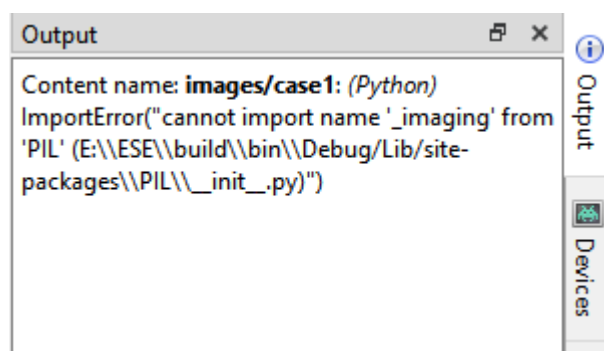 Output
Content name: images/case1: (Python)
ImportError("cannot import name '_imaging' from
'PIL' (E:\\ESE\\build\\bin\\Debug/Lib/site-
packages\\PIL\\__init__.py)")
Output
Devices